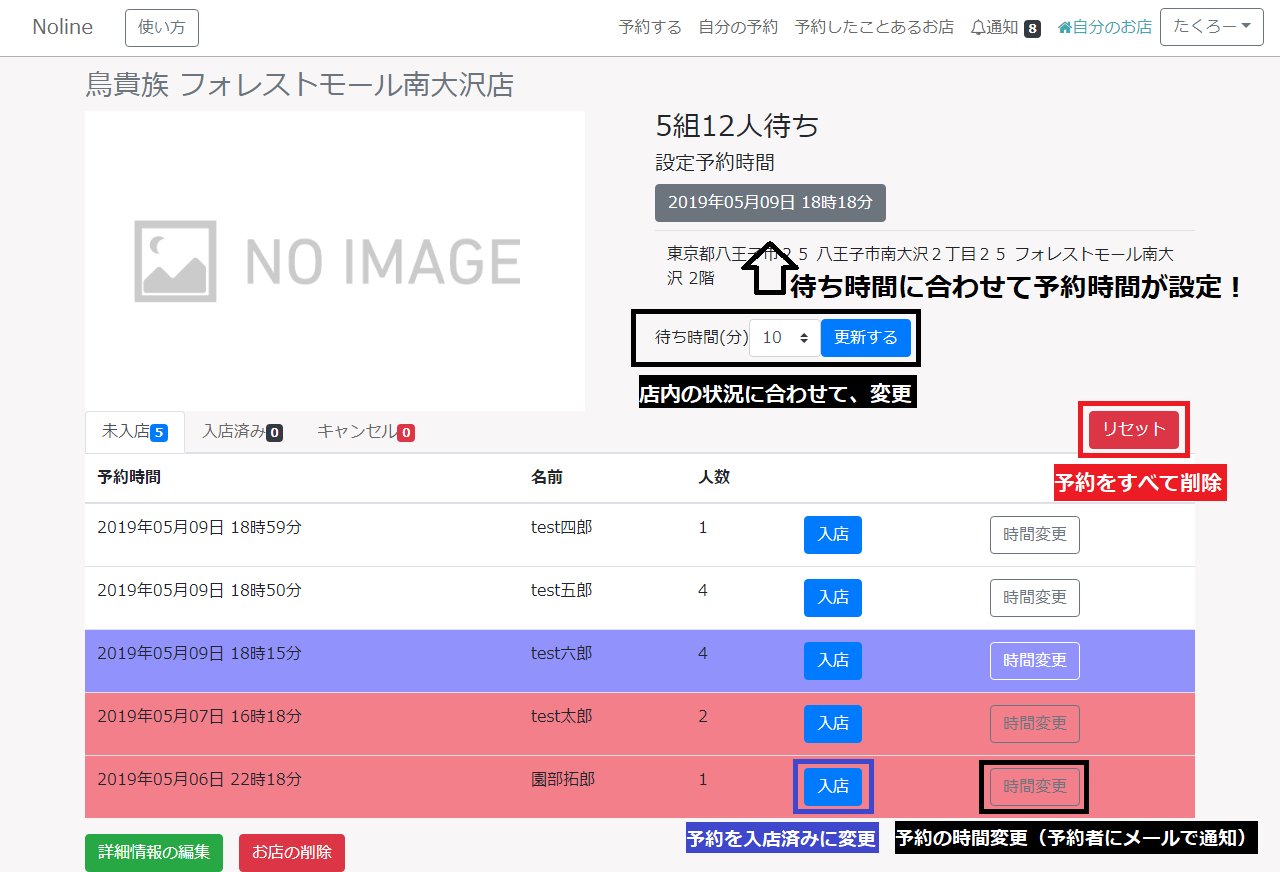 Noline 使い方 予約する 自分の予約 予約したことあるお店 通知 8 自分のお店 たくろー
鳥貴族 フォレストモール南大沢店
NO IMAGE
5組12人待ち
設定予約時間
2019年05月09日 18時18分
東京都八王子市２５ 八王子市南大沢２丁目２５ フォレストモール南大
沢 2階
待ち時間に合わせて予約時間が設定！
待ち時間(分) 10 更新する
店内の状況に合わせて、変更
未入店5 入店済み0 キャンセル0 リセット
予約をすべて削除
予約時間 名前 人数
2019年05月09日 18時59分 test四郎 1 入店 時間変更
2019年05月09日 18時50分 test五郎 4 入店 時間変更
2019年05月09日 18時15分 test六郎 4 入店 時間変更
2019年05月07日 16時18分 test太郎 2 入店 時間変更
2019年05月06日 22時18分 園部拓郎 1 入店 時間変更
予約を入店済みに変更 予約の時間変更（予約者にメールで通知）
詳細情報の編集 お店の削除